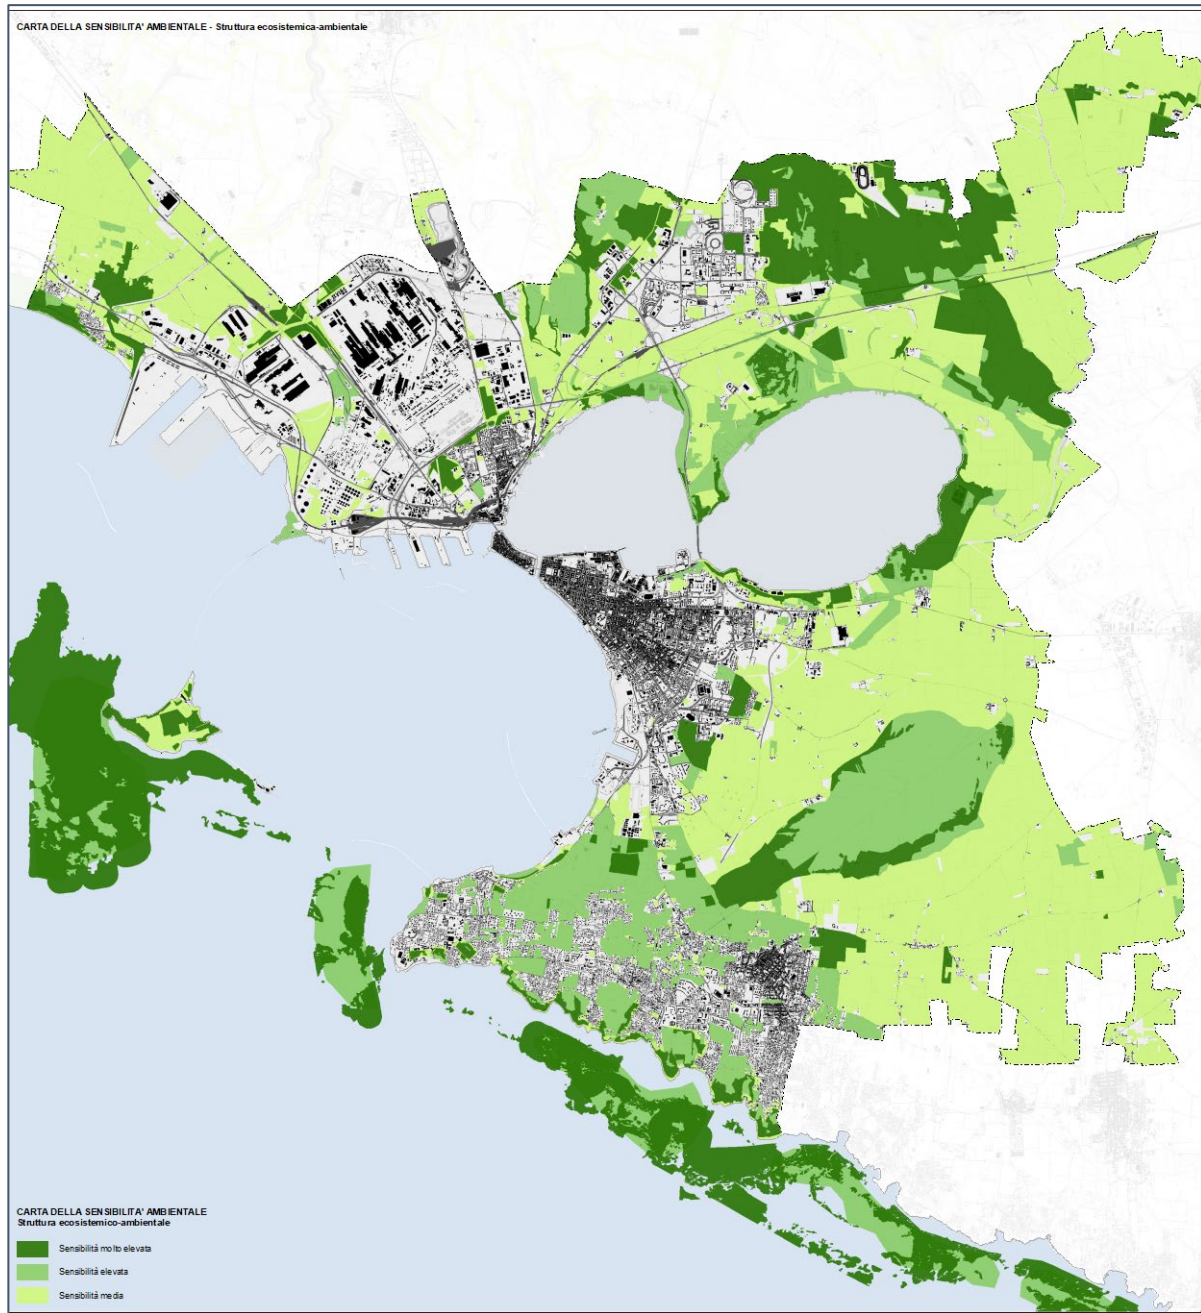 CARTA DELLA SENSIBILITA' AMBIENTALE - Struttura ecosistemica-ambientale
CARTA DELLA SENSIBILITA' AMBIENTALE
Struttura ecosistemico-ambientale
Sensibilità molto elevata
Sensibilità elevata
Sensibilità media